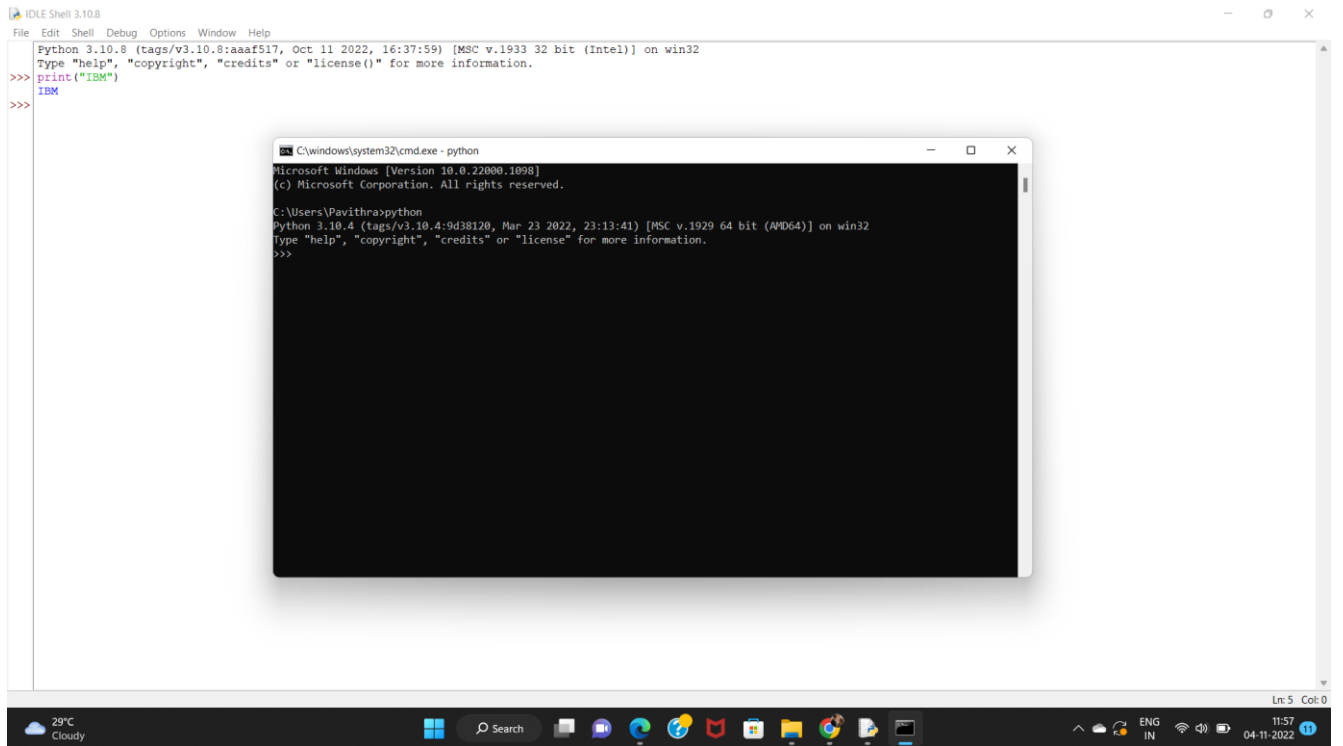 IDLE Shell 3.10.8
File Edit Shell Debug Options Window Help
Python 3.10.8 (tags/v3.10.8:aaaf517, Oct 11 2022, 16:37:59) [MSC v.1933 32 bit (Intel)] on win32
Type "help", "copyright", "credits" or "license()" for more information.
>>> print("IBM")
IBM
>>>
C:\windows\system32\cmd.exe - python
Microsoft Windows [Version 10.0.22000.1098]
(c) Microsoft Corporation. All rights reserved.
C:\Users\Pavithra>python
Python 3.10.4 (tags/v3.10.4:9d38120, Mar 23 2022, 23:13:41) [MSC v.1929 64 bit (AMD64)] on win32
Type "help", "copyright", "credits" or "license" for more information.
>>>
Ln: 5 Col: 0
29°C
Cloudy
Search
ENG
IN
11:57
04-11-2022
11